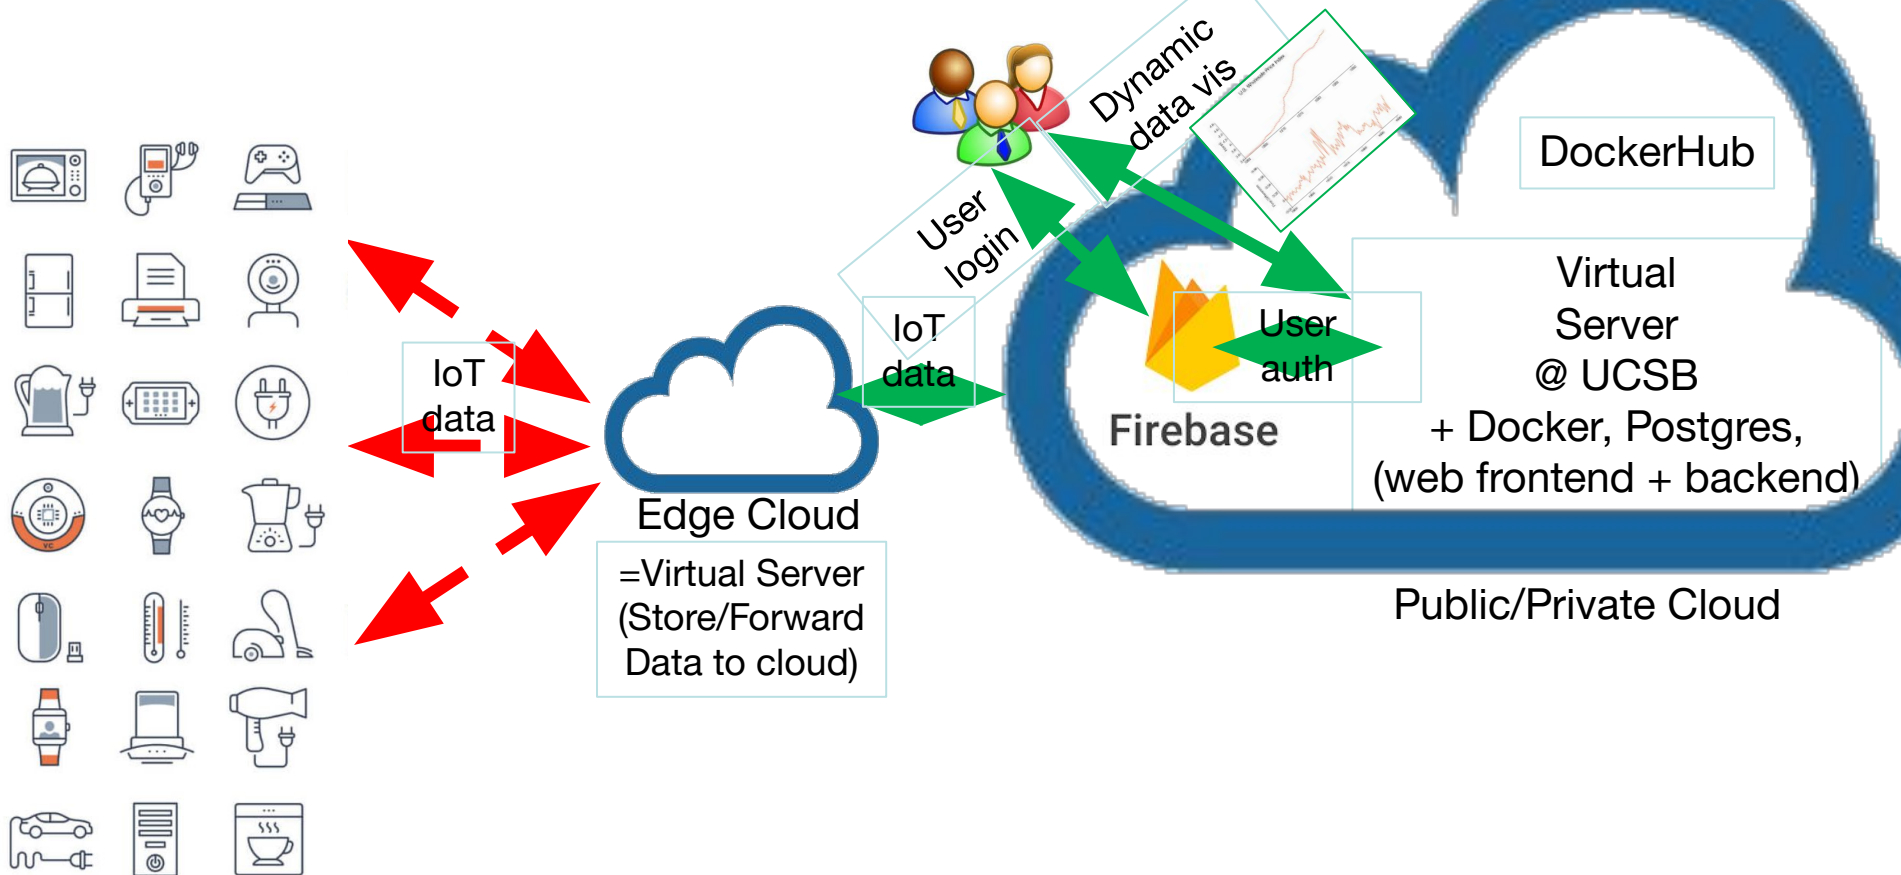 Dynamic
data vis
User
login
DockerHub
IoT
data
IoT
data
User
auth
Firebase
Virtual
Server
@ UCSB
+ Docker, Postgres,
(web frontend + backend)
Edge Cloud
=Virtual Server
(Store/Forward
Data to cloud)
Public/Private Cloud
VC